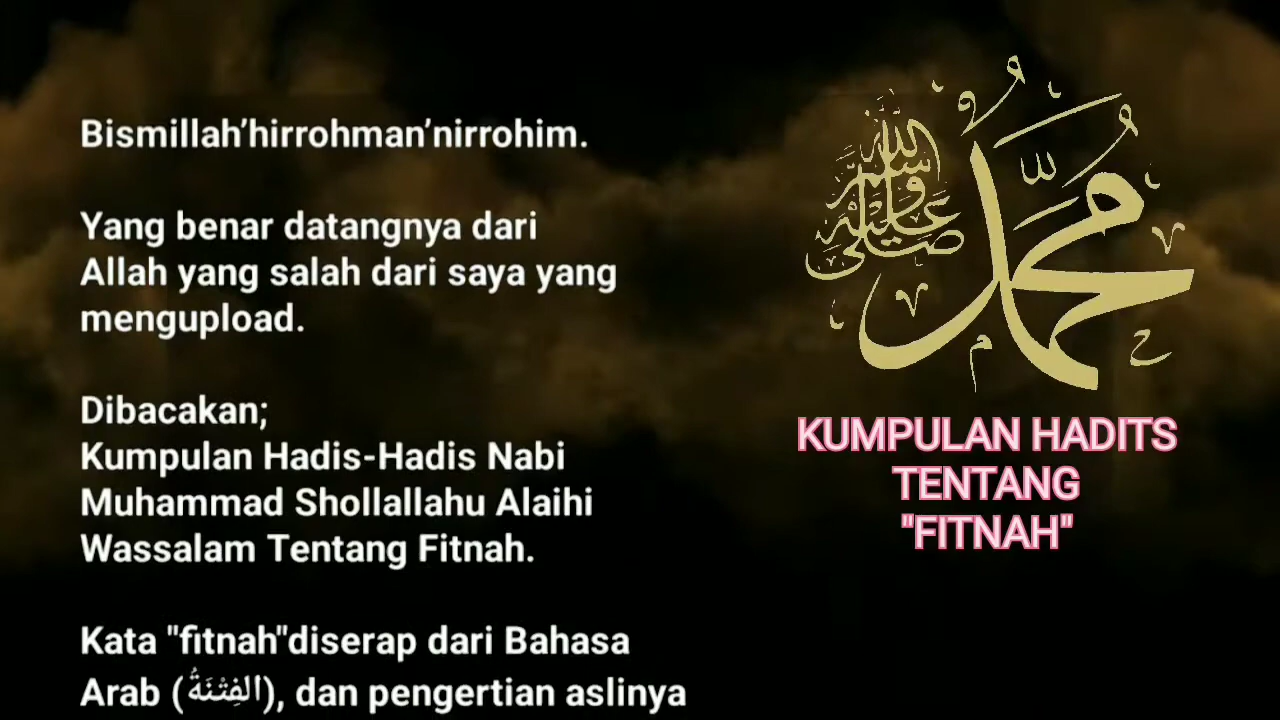 Bismillah’hirrohman’nirrohim.
Yang benar datangnya dari
Allah yang salah dari saya yang
mengupload.
Dibacakan;
Kumpulan Hadis-Hadis Nabi
Muhammad Shollallahu Alaihi
Wassalam Tentang Fitnah.
Kata "fitnah"diserap dari Bahasa
Arab (الفِتْنَةُ), dan pengertian aslinya
محمد
صلى الله عليه وسلم
KUMPULAN HADITS
TENTANG
"FITNAH"